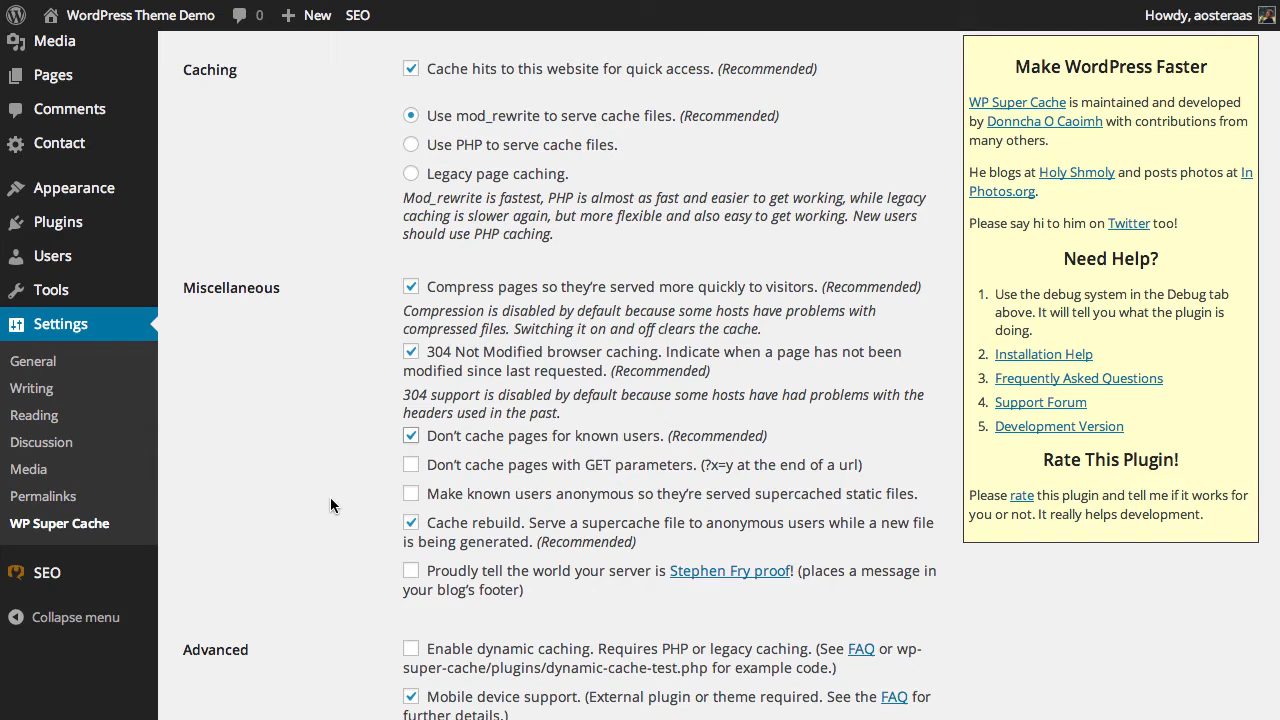 WordPress Theme Demo 0 New SEO Howdy, aosteraas
Media
Pages
Comments
Contact
Appearance
Plugins
Users
Tools
Settings
General
Writing
Reading
Discussion
Media
Permalinks
WP Super Cache
SEO
Collapse menu
Caching
Cache hits to this website for quick access. (Recommended)
Use mod_rewrite to serve cache files. (Recommended)
Use PHP to serve cache files.
Legacy page caching.
Mod_rewrite is fastest, PHP is almost as fast and easier to get working, while legacy
caching is slower again, but more flexible and also easy to get working. New users
should use PHP caching.
Miscellaneous
Compress pages so they're served more quickly to visitors. (Recommended)
Compression is disabled by default because some hosts have problems with
compressed files. Switching it on and off clears the cache.
304 Not Modified browser caching. Indicate when a page has not been
modified since last requested. (Recommended)
304 support is disabled by default because some hosts have had problems with the
headers used in the past.
Don't cache pages for known users. (Recommended)
Don't cache pages with GET parameters. (?x=y at the end of a url)
Make known users anonymous so they're served supercached static files.
Cache rebuild. Serve a supercache file to anonymous users while a new file
is being generated. (Recommended)
Proudly tell the world your server is Stephen Fry proof! (places a message in
your blog's footer)
Advanced
Enable dynamic caching. Requires PHP or legacy caching. (See FAQ or wp-
super-cache/plugins/dynamic-cache-test.php for example code.)
Mobile device support. (External plugin or theme required. See the FAQ for
further details.)
Make WordPress Faster
WP Super Cache is maintained and developed
by Donncha O Caoimh with contributions from
many others.
He blogs at Holy Shmoly and posts photos at In
Photos.org.
Please say hi to him on Twitter too!
Need Help?
1. Use the debug system in the Debug tab
above. It will tell you what the plugin is
doing.
2. Installation Help
3. Frequently Asked Questions
4. Support Forum
5. Development Version
Rate This Plugin!
Please rate this plugin and tell me if it works for
you or not. It really helps development.